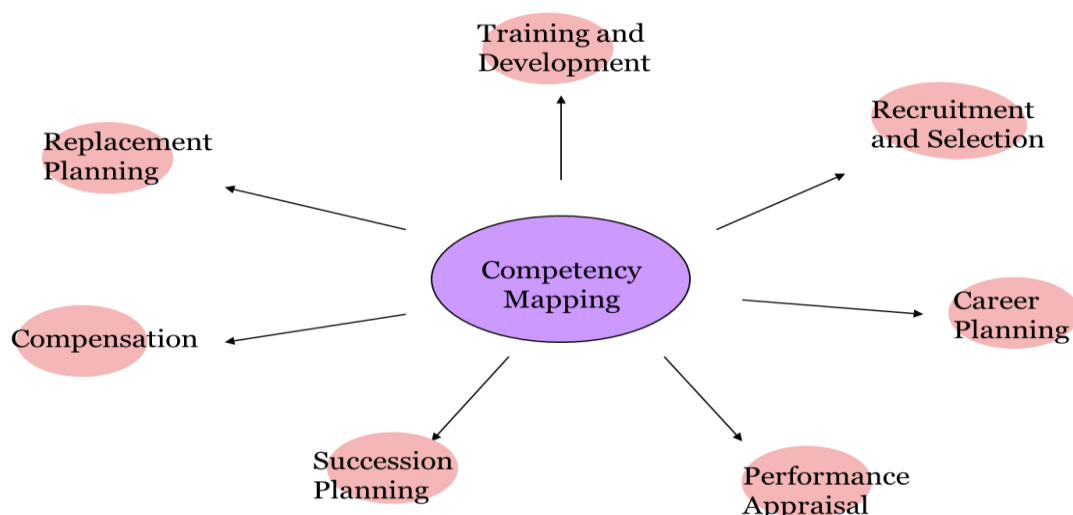 Training and
Development
Recruitment
and Selection
Replacement
Planning
Competency
Mapping
Career
Planning
Compensation
Succession
Planning
Performance
Appraisal